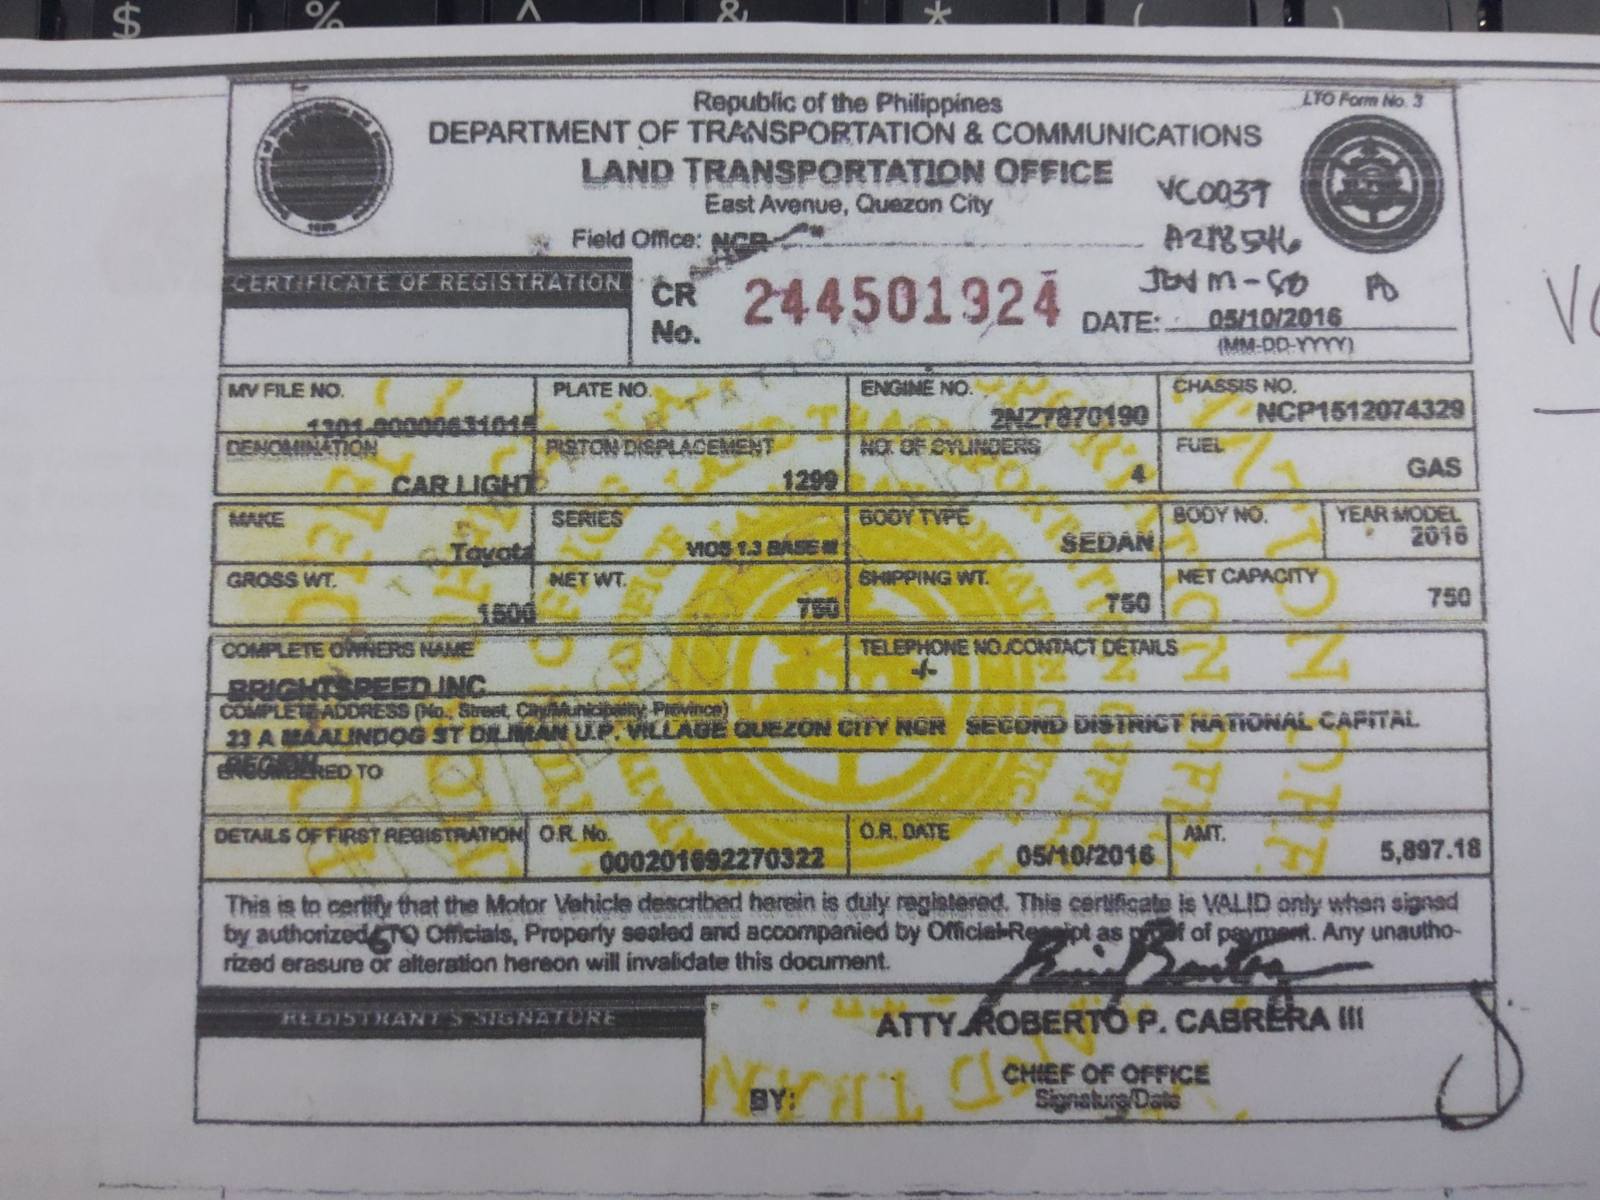 $ % ^ & * ( )
LTO Form No. 3
Republic of the Philippines
DEPARTMENT OF TRANSPORTATION & COMMUNICATIONS
LAND TRANSPORTATION OFFICE
East Avenue, Quezon City
VC0037
Field Office: NCR
CERTIFICATE OF REGISTRATION
CR No. 244501924
DATE: 05/10/2016
(MM-DD-YYYY)
MV FILE NO. PLATE NO. ENGINE NO. CHASSIS NO.
2NZ7870190 NCP1512074329
DENOMINATION PISTON DISPLACEMENT NO. OF CYLINDERS FUEL
CAR LIGHT 1299 4 GAS
MAKE SERIES BODY TYPE BODY NO. YEAR MODEL
Toyota VIOS 1.3 BASE M SEDAN 2016
GROSS WT. NET WT. SHIPPING WT. NET CAPACITY
1500 750 750 750
COMPLETE OWNERS NAME TELEPHONE NO./CONTACT DETAILS
BRIGHTSPEED INC -/-
COMPLETE ADDRESS (No., Street, City/Municipality, Province)
23 A MAALINDOG ST DILIMAN U.P. VILLAGE QUEZON CITY NCR SECOND DISTRICT NATIONAL CAPITAL
REGION
ENCUMBERED TO
DETAILS OF FIRST REGISTRATION O.R. No. O.R. DATE AMT.
000201692270322 05/10/2016 5,897.18
This is to certify that the Motor Vehicle described herein is duly registered. This certificate is VALID only when signed
by authorized LTO Officials, Properly sealed and accompanied by Official Receipt as proof of payment. Any unautho-
rized erasure or alteration hereon will invalidate this document.
REGISTRANT'S SIGNATURE
ATTY. ROBERTO P. CABRERA III
CHIEF OF OFFICE
BY: Signature/Date